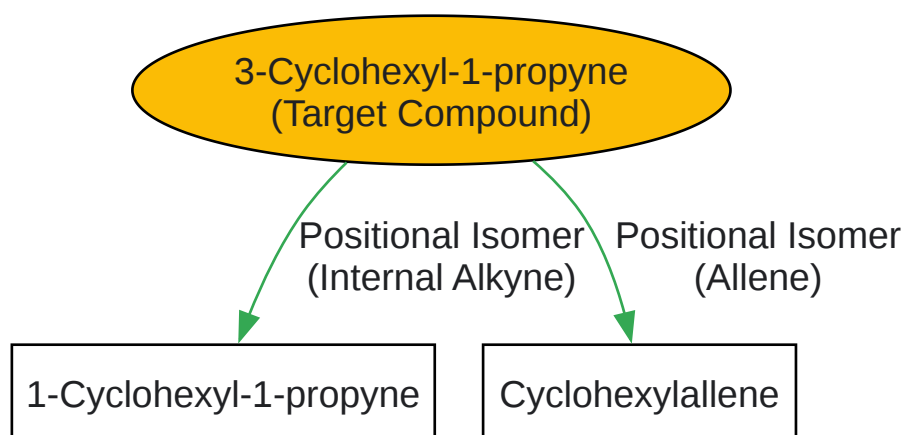 3-Cyclohexyl-1-propyne
(Target Compound)
Positional Isomer
(Internal Alkyne)
Positional Isomer
(Allene)
1-Cyclohexyl-1-propyne
Cyclohexylallene